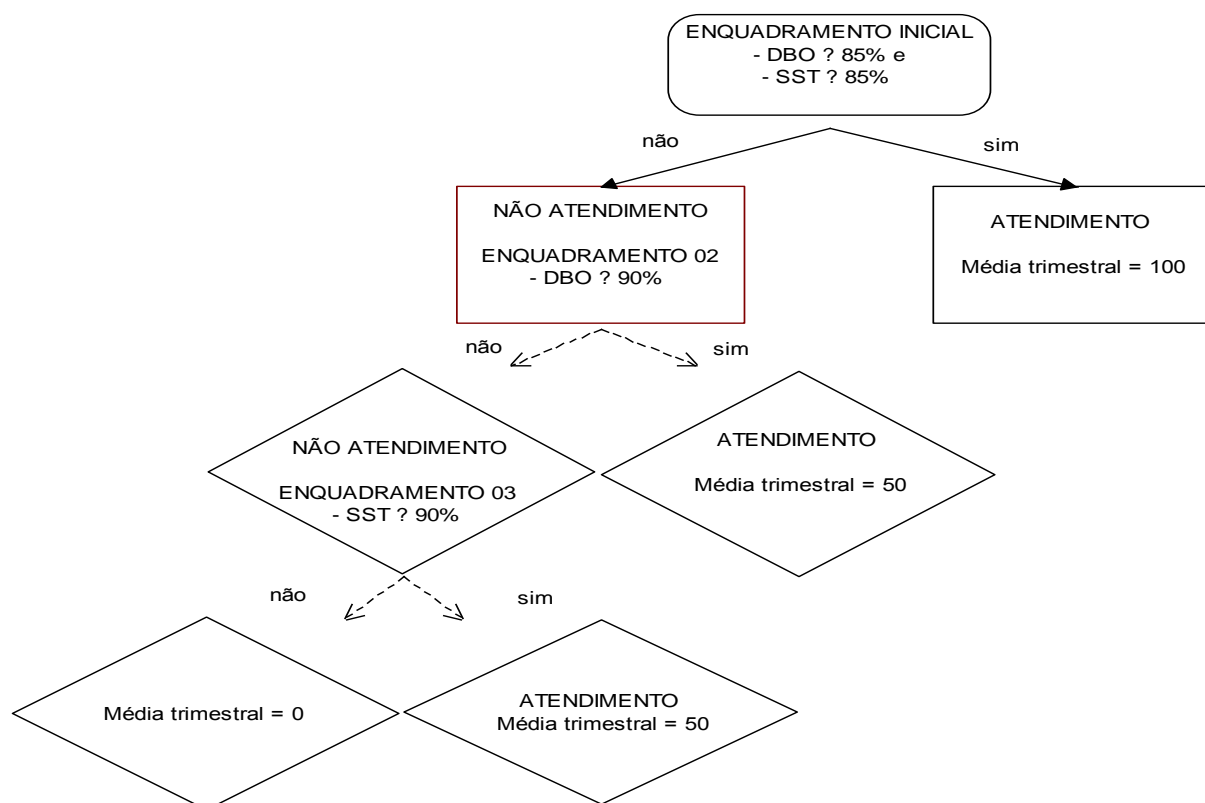 ENQUADRAMENTO INICIAL
- DBO ? 85% e
- SST ? 85%
não
sim
NÃO ATENDIMENTO
ENQUADRAMENTO 02
- DBO ? 90%
ATENDIMENTO
Média trimestral = 100
não
sim
NÃO ATENDIMENTO
ENQUADRAMENTO 03
- SST ? 90%
ATENDIMENTO
Média trimestral = 50
não
sim
Média trimestral = 0
ATENDIMENTO
Média trimestral = 50